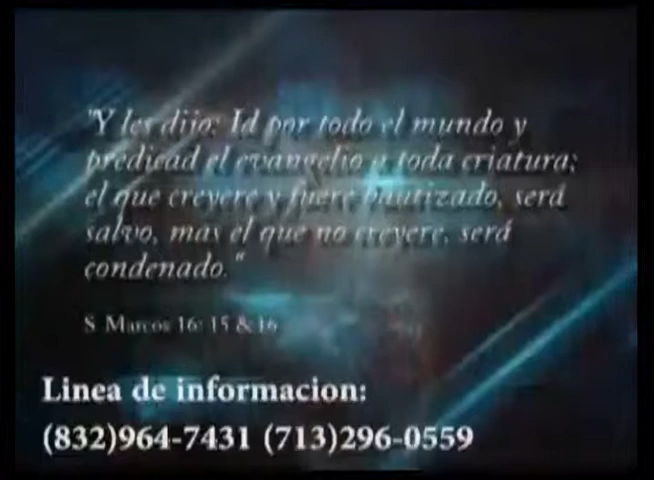 "Y les dijo: Id por todo el mundo y
predicad el evangelio a toda criatura;
el que creyere y fuere bautizado, será
salvo, mas el que no creyere, será
condenado."
S. Marcos 16: 15 & 16
Linea de informacion:
(832)964-7431 (713)296-0559